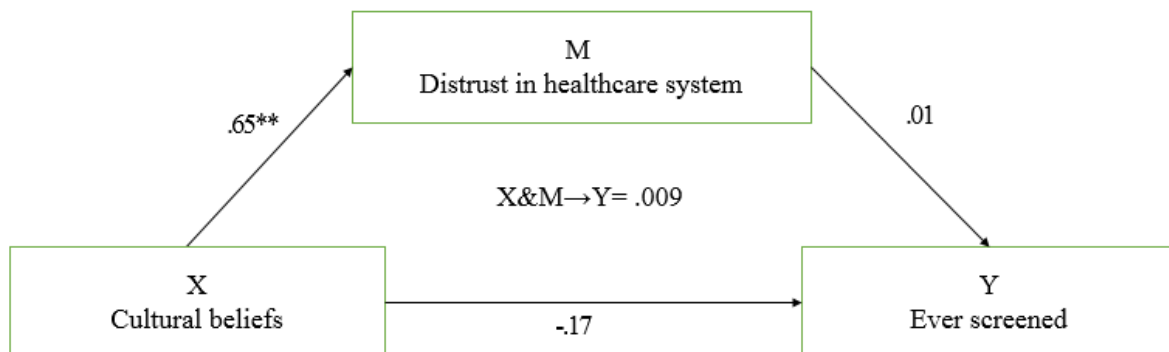 M
Distrust in healthcare system
.65**
.01
X&M→Y= .009
X
Cultural beliefs
-.17
Y
Ever screened